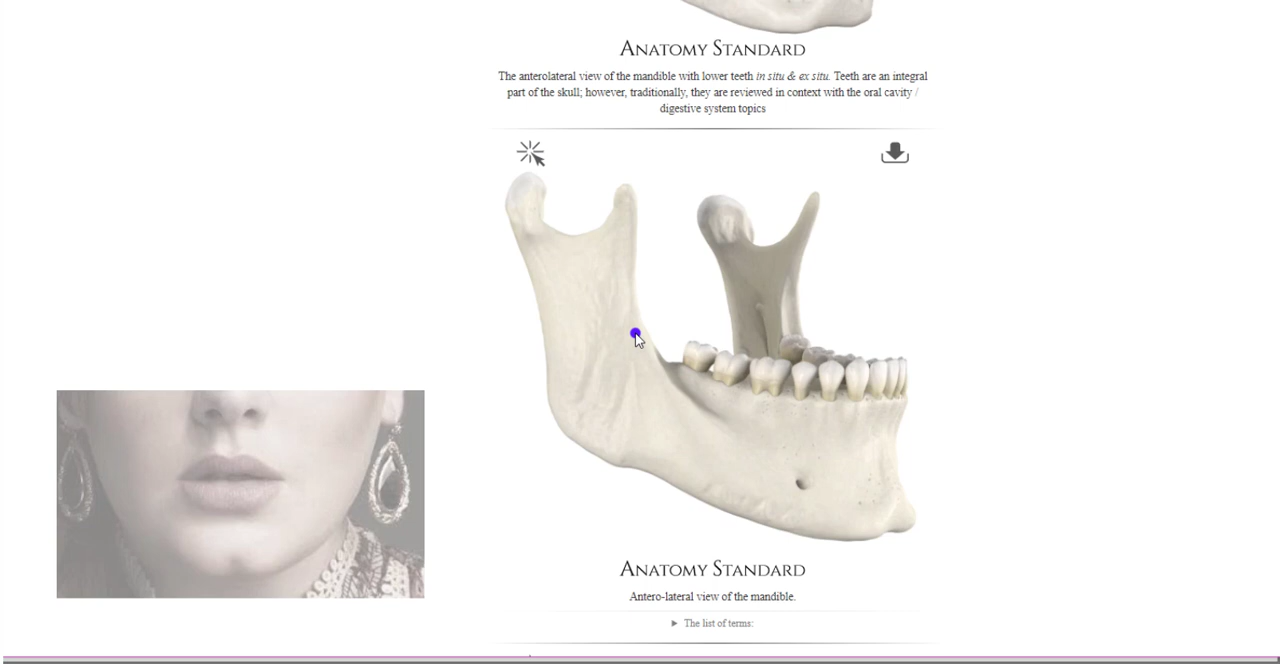 ANATOMY STANDARD
The anterolateral view of the mandible with lower teeth in situ & ex situ. Teeth are an integral
part of the skull; however, traditionally, they are reviewed in context with the oral cavity /
digestive system topics
ANATOMY STANDARD
Antero-lateral view of the mandible.
► The list of terms: